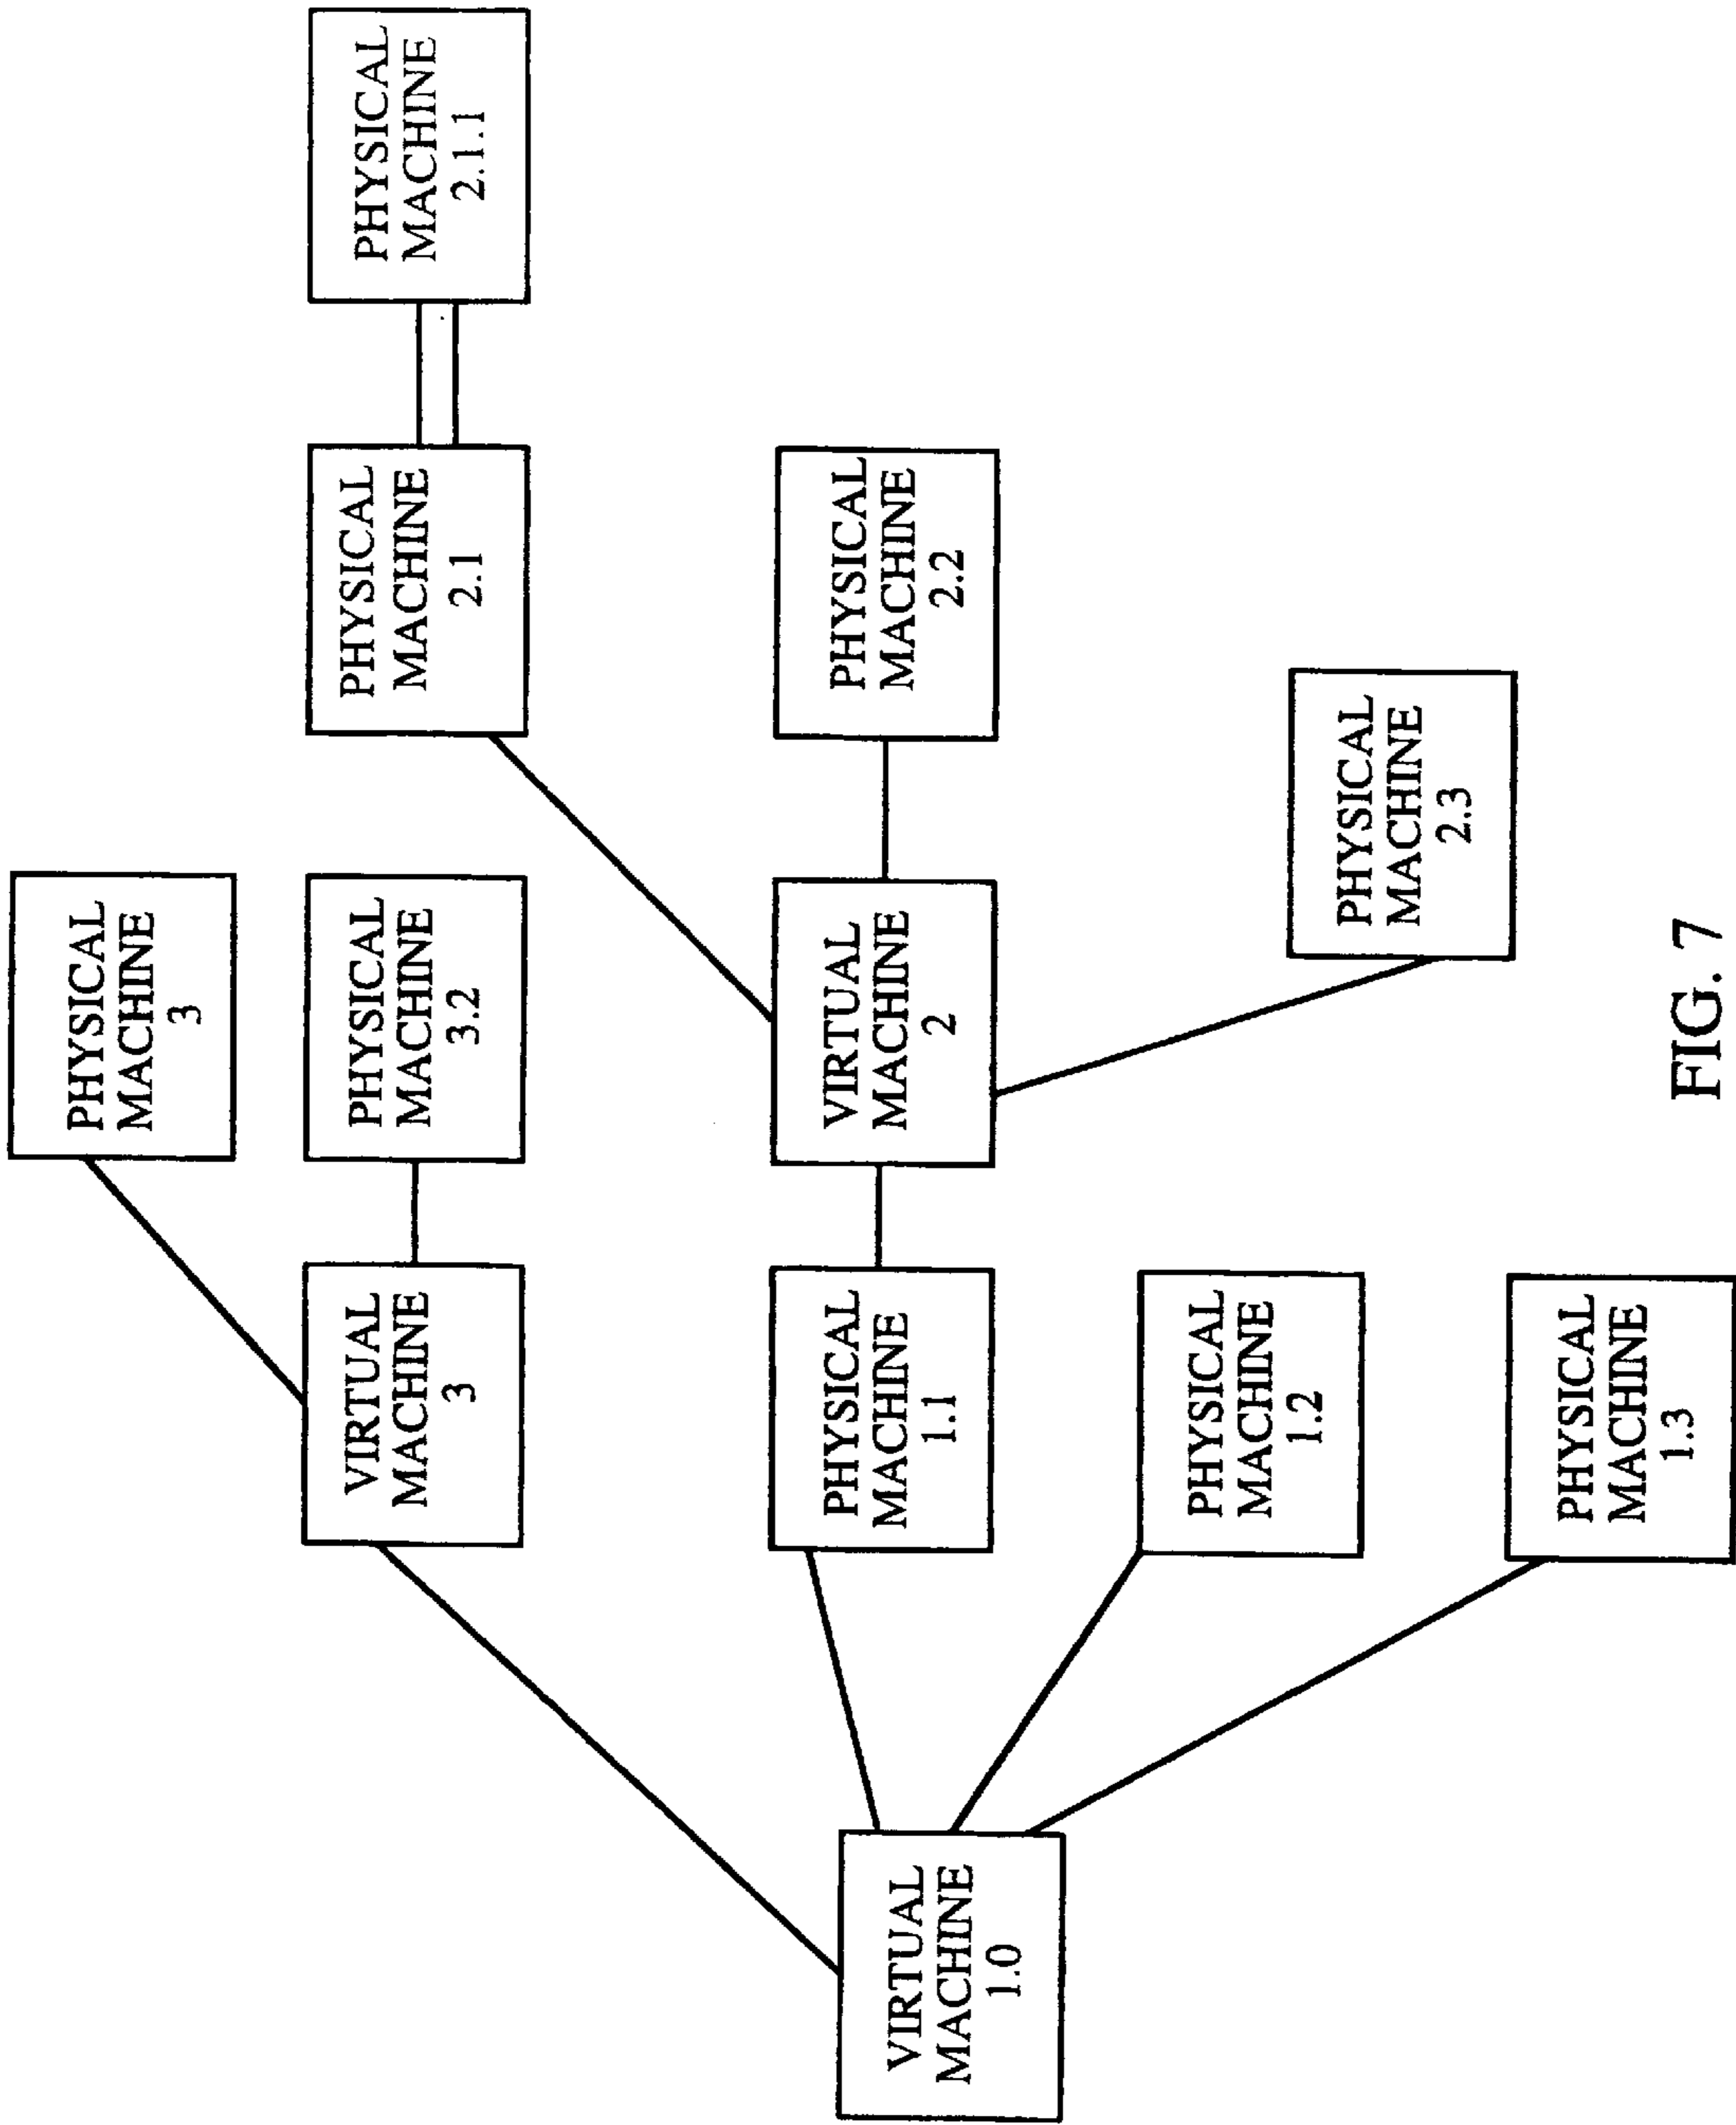 PHYSICAL
MACHINE
3
VIRTUAL
MACHINE
3
PHYSICAL
MACHINE
3.2
PHYSICAL
MACHINE
2.1
PHYSICAL
MACHINE
2.1.1
VIRTUAL
MACHINE
1.0
PHYSICAL
MACHINE
1.1
VIRTUAL
MACHINE
2
PHYSICAL
MACHINE
2.2
PHYSICAL
MACHINE
1.2
PHYSICAL
MACHINE
2.3
PHYSICAL
MACHINE
1.3
FIG. 7